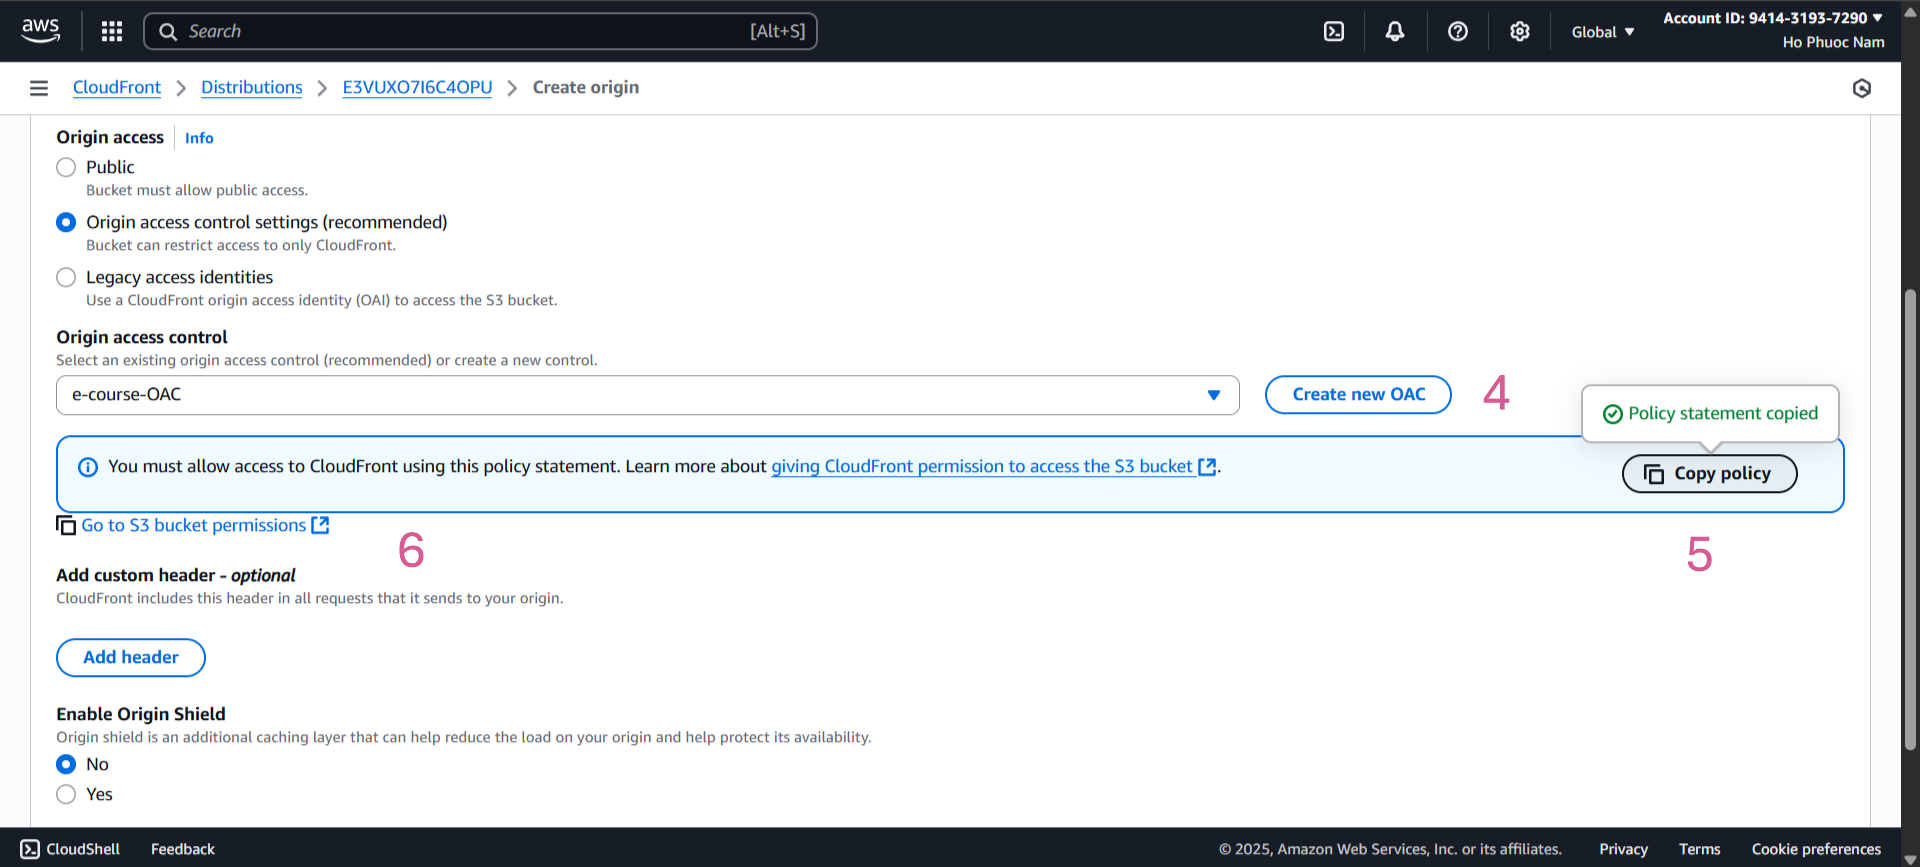 aws
Search [Alt+S]
Global
Account ID: 9414-3193-7290
Ho Phuoc Nam
CloudFront > Distributions > E3VUXO7I6C4OPU > Create origin
Origin access Info
Public
Bucket must allow public access.
Origin access control settings (recommended)
Bucket can restrict access to only CloudFront.
Legacy access identities
Use a CloudFront origin access identity (OAI) to access the S3 bucket.
Origin access control
Select an existing origin access control (recommended) or create a new control.
e-course-OAC
Create new OAC
4
Policy statement copied
You must allow access to CloudFront using this policy statement. Learn more about giving CloudFront permission to access the S3 bucket.
Copy policy
Go to S3 bucket permissions
6
5
Add custom header - optional
CloudFront includes this header in all requests that it sends to your origin.
Add header
Enable Origin Shield
Origin shield is an additional caching layer that can help reduce the load on your origin and help protect its availability.
No
Yes
CloudShell Feedback © 2025, Amazon Web Services, Inc. or its affiliates. Privacy Terms Cookie preferences